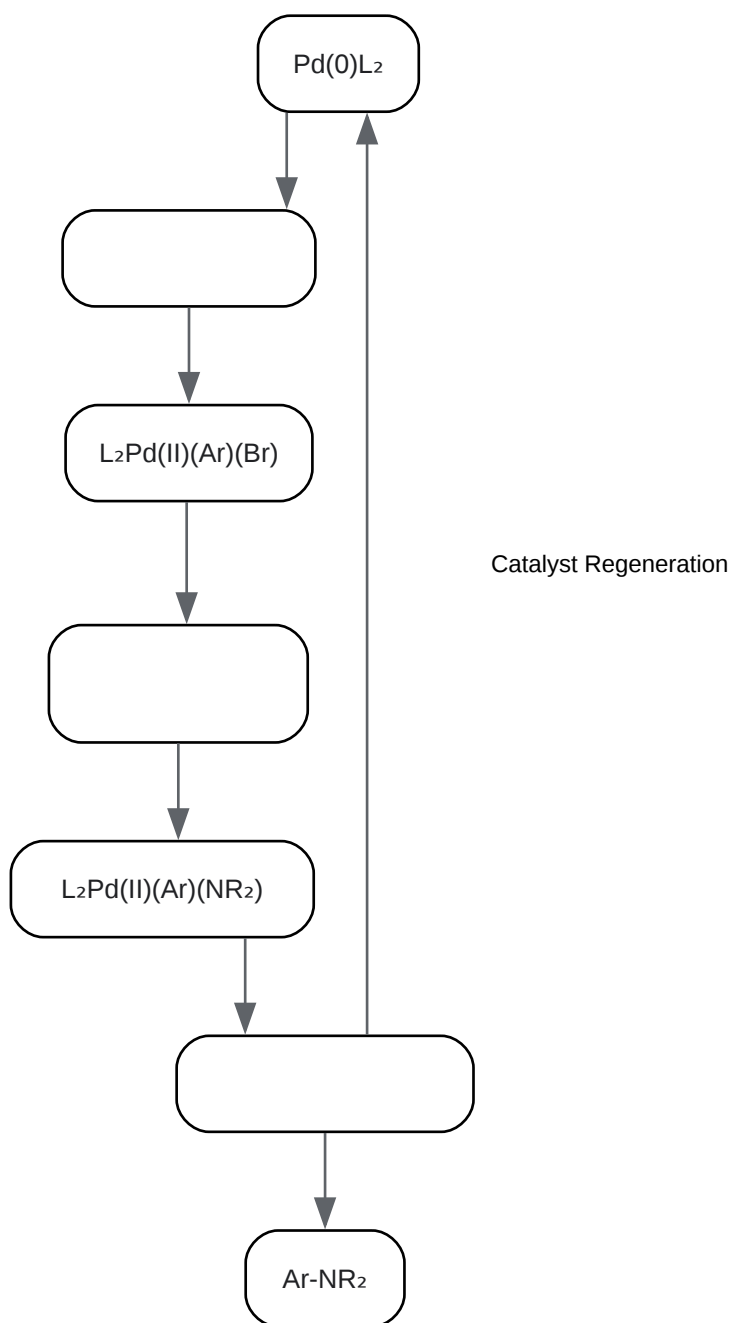 Pd(0)L₂
L₂Pd(II)(Ar)(Br)
Catalyst Regeneration
L₂Pd(II)(Ar)(NR₂)
Ar-NR₂